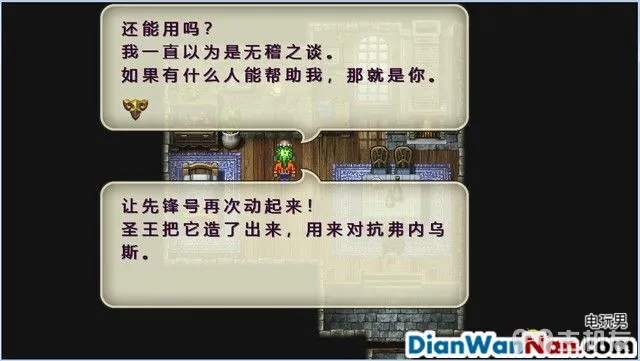 还能用吗？
我一直以为是无稽之谈。
如果有什么人能帮助我，那就是你。
让先锋号再次动起来！
圣王把它造了出来，用来对抗弗内乌
斯。
电玩男
DianWanNan.com